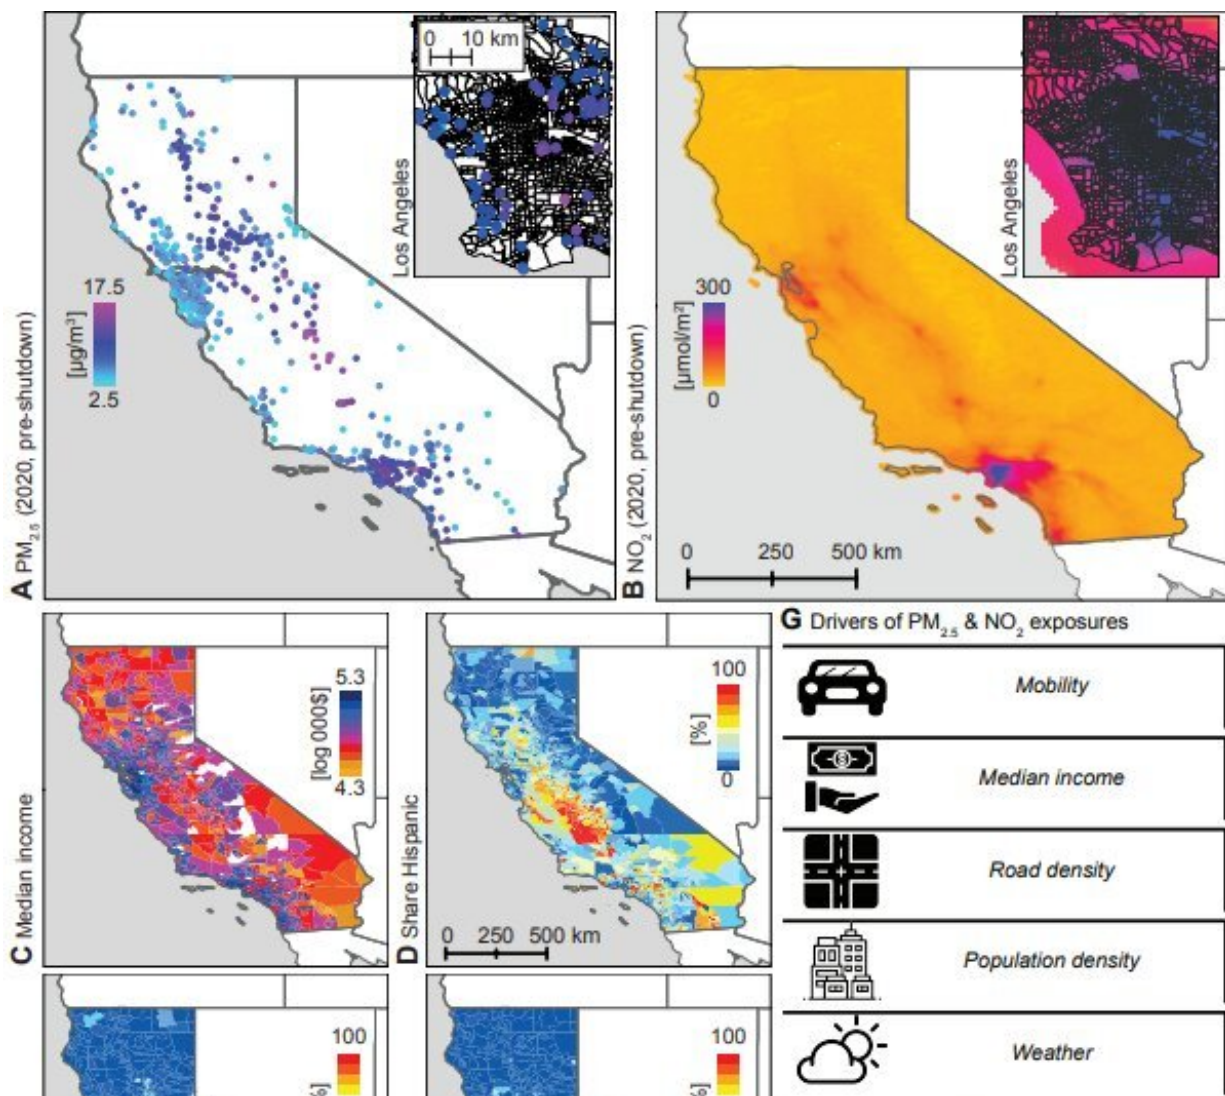 A PM2.5 (2020, pre-shutdown)
17.5
[µg/m³]
2.5
0 10 km
Los Angeles
B NO2 (2020, pre-shutdown)
300
[µmol/m²]
0
0 250 500 km
Los Angeles
C Median income
5.3
[log 000$]
4.3
D Share Hispanic
100
[%]
0
0 250 500 km
G Drivers of PM2.5 & NO2 exposures
Mobility
$
Median income
Road density
Population density
Weather
100
%]
100
%]